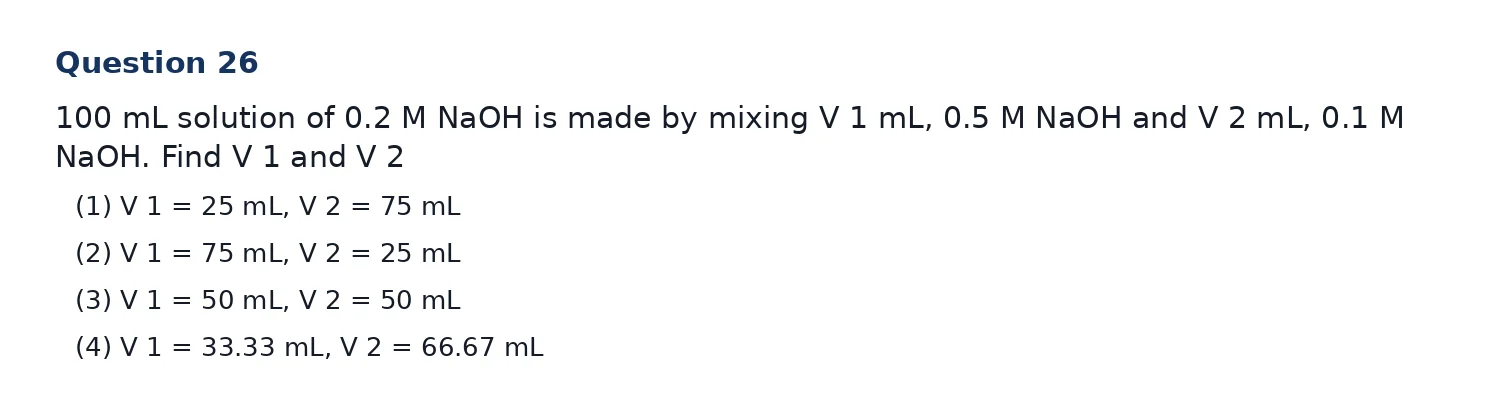 Question 26
100 mL solution of 0.2 M NaOH is made by mixing V 1 mL, 0.5 M NaOH and V 2 mL, 0.1 M
NaOH. Find V 1 and V 2
(1) V 1 = 25 mL, V 2 = 75 mL
(2) V 1 = 75 mL, V 2 = 25 mL
(3) V 1 = 50 mL, V 2 = 50 mL
(4) V 1 = 33.33 mL, V 2 = 66.67 mL